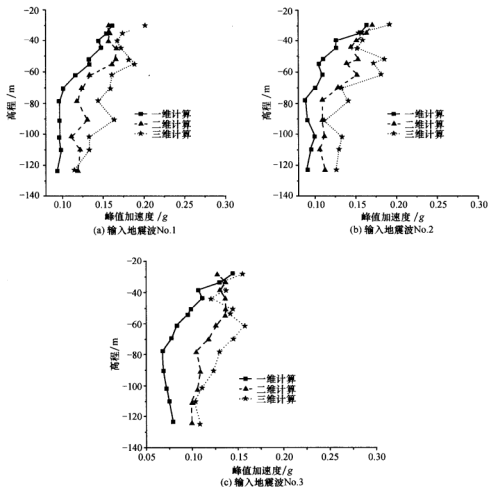 -20
-40
-60
-80
-100
-120
-140
高程/m
一维计算
二维计算
三维计算
0.10
0.15
0.20
0.25
0.30
峰值加速度/g
(a) 输入地震波No.1
-20
-40
-60
-80
-100
-120
-140
高程/m
一维计算
二维计算
三维计算
0.10
0.15
0.20
0.25
0.30
峰值加速度/g
(b) 输入地震波No.2
-20
-40
-60
-80
-100
-120
-140
高程/m
一维计算
二维计算
三维计算
0.05
0.10
0.15
0.20
0.25
0.30
峰值加速度/g
(c) 输入地震波No.3